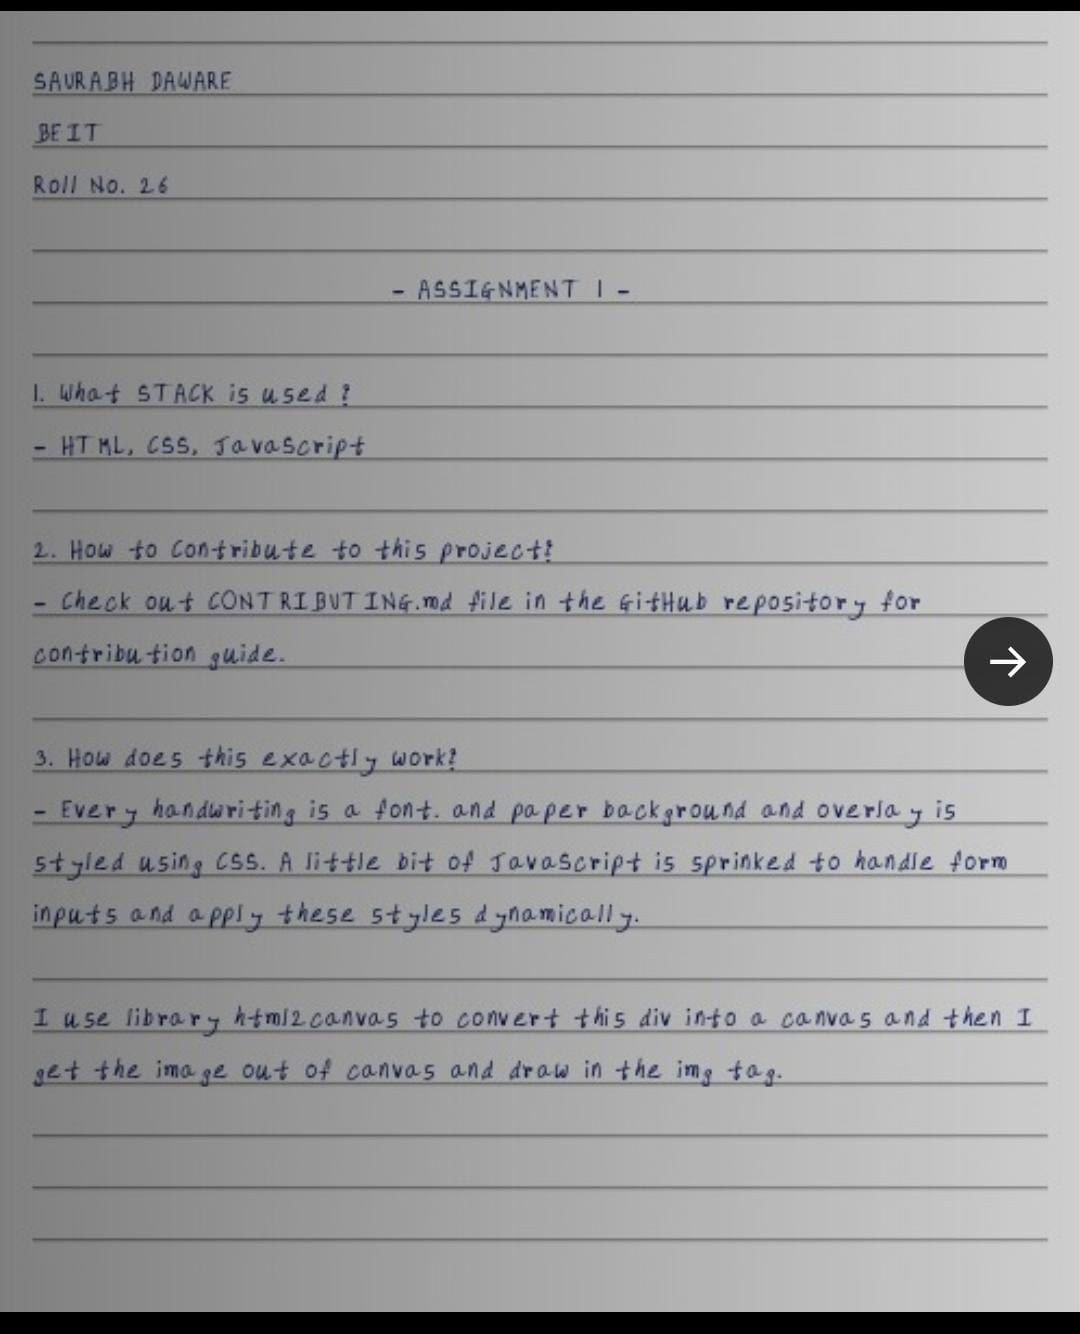 SAURABH DAWARE
BEIT
Roll No. 26
- ASSIGNMENT 1 -
1. What STACK is used?
- HTML, CSS, JavaScript
2. How to Contribute to this project?
- Check out CONTRIBUTING.md file in the GitHub repository for
contribution guide.
3. How does this exactly work?
- Every handwriting is a font. and paper background and overlay is
styled using CSS. A little bit of JavaScript is sprinked to handle form
inputs and apply these styles dynamically.
I use library html2canvas to convert this div into a canvas and then I
get the image out of canvas and draw in the img tag.